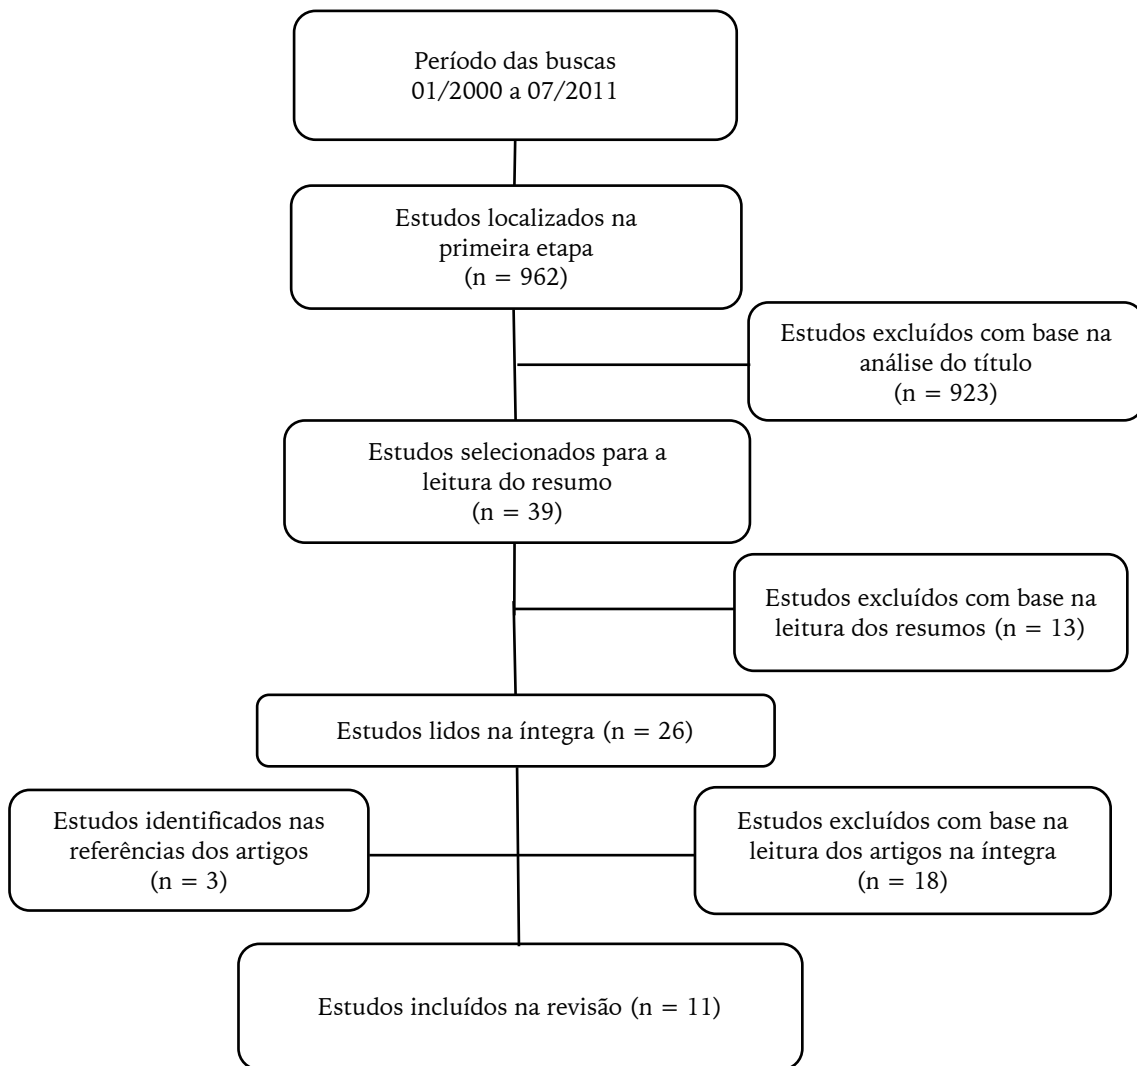 Período das buscas
01/2000 a 07/2011
Estudos localizados na
primeira etapa
(n = 962)
Estudos excluídos com base na
análise do título
(n = 923)
Estudos selecionados para a
leitura do resumo
(n = 39)
Estudos excluídos com base na
leitura dos resumos (n = 13)
Estudos lidos na íntegra (n = 26)
Estudos identificados nas
referências dos artigos
(n = 3)
Estudos excluídos com base na
leitura dos artigos na íntegra
(n = 18)
Estudos incluídos na revisão (n = 11)